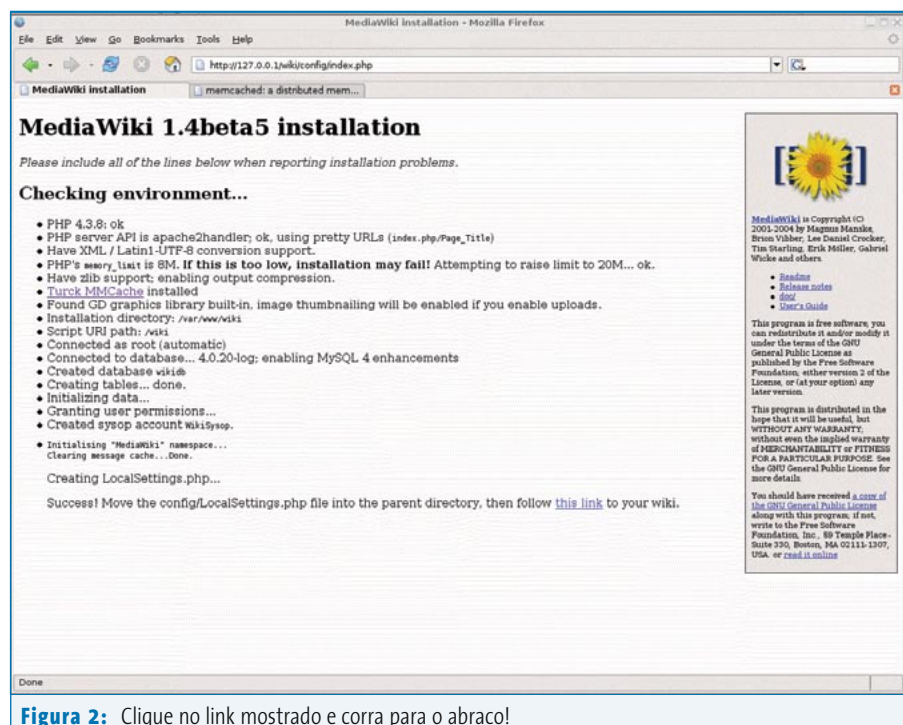 MediaWiki installation - Mozilla Firefox
File Edit View Go Bookmarks Tools Help
http://127.0.0.1/wiki/config/index.php
MediaWiki installation
memcached: a distributed mem...
MediaWiki 1.4beta5 installation
Please include all of the lines below when reporting installation problems.
Checking environment...
PHP 4.3.8: ok
PHP server API is apache2handler; ok, using pretty URLs (index.php/Page_Title)
Have XML / Latin1-UTF-8 conversion support.
PHP's memory_limit is 8M. If this is too low, installation may fail! Attempting to raise limit to 20M... ok.
Have zlib support; enabling output compression.
Turck MMCache installed
Found GD graphics library built-in, image thumbnailing will be enabled if you enable uploads.
Installation directory: /var/www/wiki
Script URI path: /wiki
Connected as root (automatic)
Connected to database... 4.0.20-log; enabling MySQL 4 enhancements
Created database wikidb
Creating tables... done.
Initializing data...
Granting user permissions...
Created sysop account WikiSysop.
Initialising "MediaWiki" namespace...
Clearing message cache...Done.
Creating LocalSettings.php...
Success! Move the config/LocalSettings.php file into the parent directory, then follow this link to your wiki.
MediaWiki is Copyright (C)
2001-2004 by Magnus Manske,
Brion Vibber, Lee Daniel Crocker,
Tim Starling, Erik Möller, Gabriel
Wicke and others.
Readme
Release notes
doc/
User's Guide
This program is free software; you
can redistribute it and/or modify it
under the terms of the GNU
General Public License as
published by the Free Software
Foundation; either version 2 of the
License, or (at your option) any
later version.
This program is distributed in the
hope that it will be useful, but
WITHOUT ANY WARRANTY;
without even the implied warranty
of MERCHANTABILITY or FITNESS
FOR A PARTICULAR PURPOSE. See
the GNU General Public License for
more details.
You should have received a copy of
the GNU General Public License
along with this program; if not,
write to the Free Software
Foundation, Inc., 59 Temple Place -
Suite 330, Boston, MA 02111-1307,
USA. or read it online
Done
Figura 2: Clique no link mostrado e corra para o abraço!